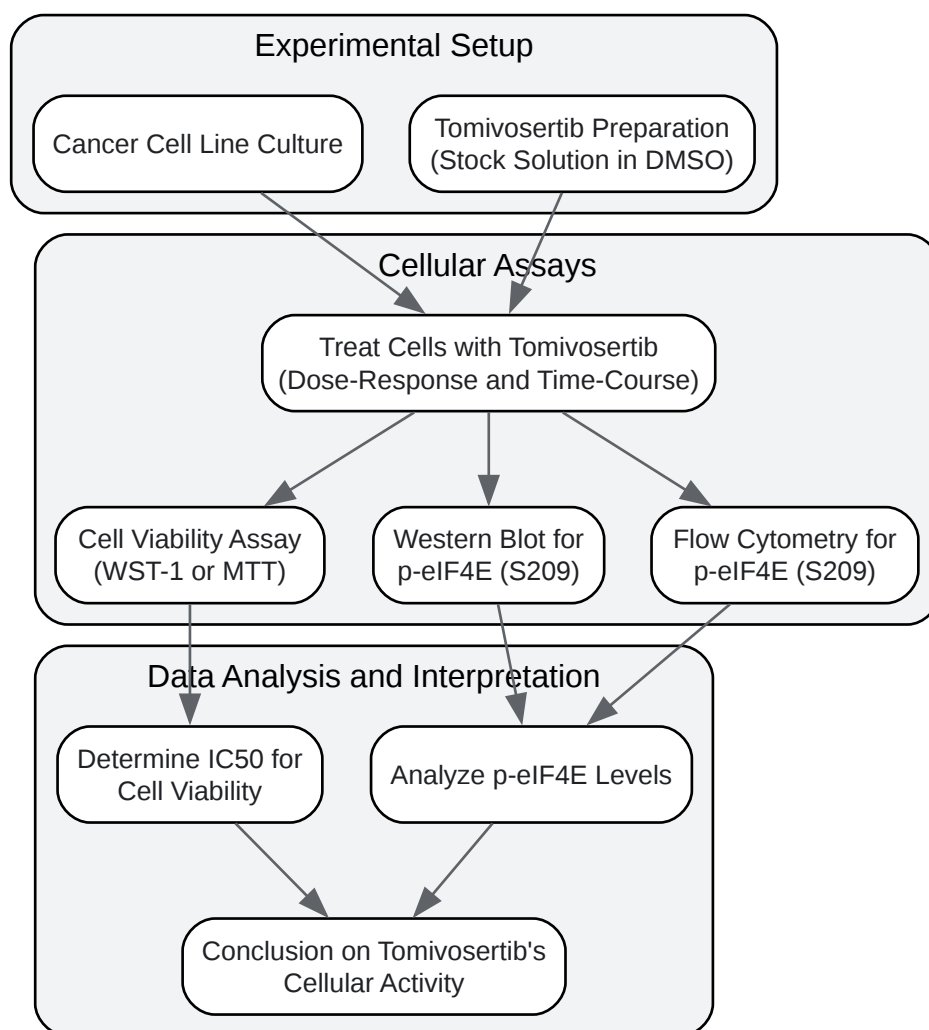 Experimental Setup
Cancer Cell Line Culture
Tomivosertib Preparation
(Stock Solution in DMSO)
Cellular Assays
Treat Cells with Tomivosertib
(Dose-Response and Time-Course)
Cell Viability Assay
(WST-1 or MTT)
Western Blot for
p-eIF4E (S209)
Flow Cytometry for
p-eIF4E (S209)
Data Analysis and Interpretation
Determine IC50 for
Cell Viability
Analyze p-eIF4E Levels
Conclusion on Tomivosertib's
Cellular Activity